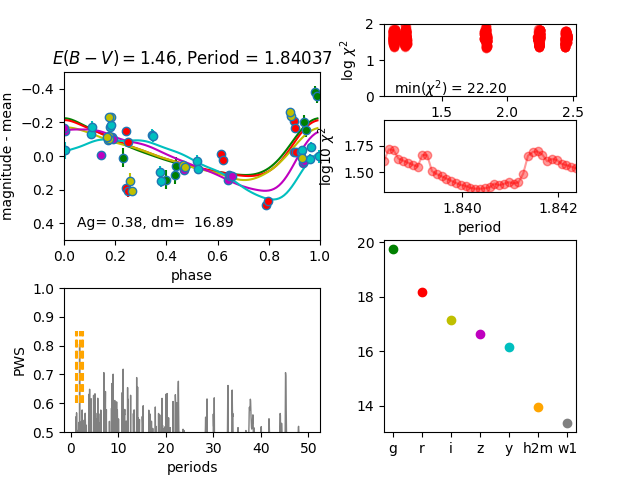 E(B − V) = 1.46, Period = 1.84037
magnitude - mean
−0.4
−0.2
0.0
0.2
0.4
Ag= 0.38, dm=  16.89
0.0 0.2 0.4 0.6 0.8 1.0
phase
log χ²
2
1
0
min(χ²) = 22.20
1.5 2.0 2.5
log10 χ²
1.75
1.50
1.840 1.842
period
PWS
1.0
0.9
0.8
0.7
0.6
0.5
0 10 20 30 40 50
periods
20
18
16
14
g r i z y h2m w1